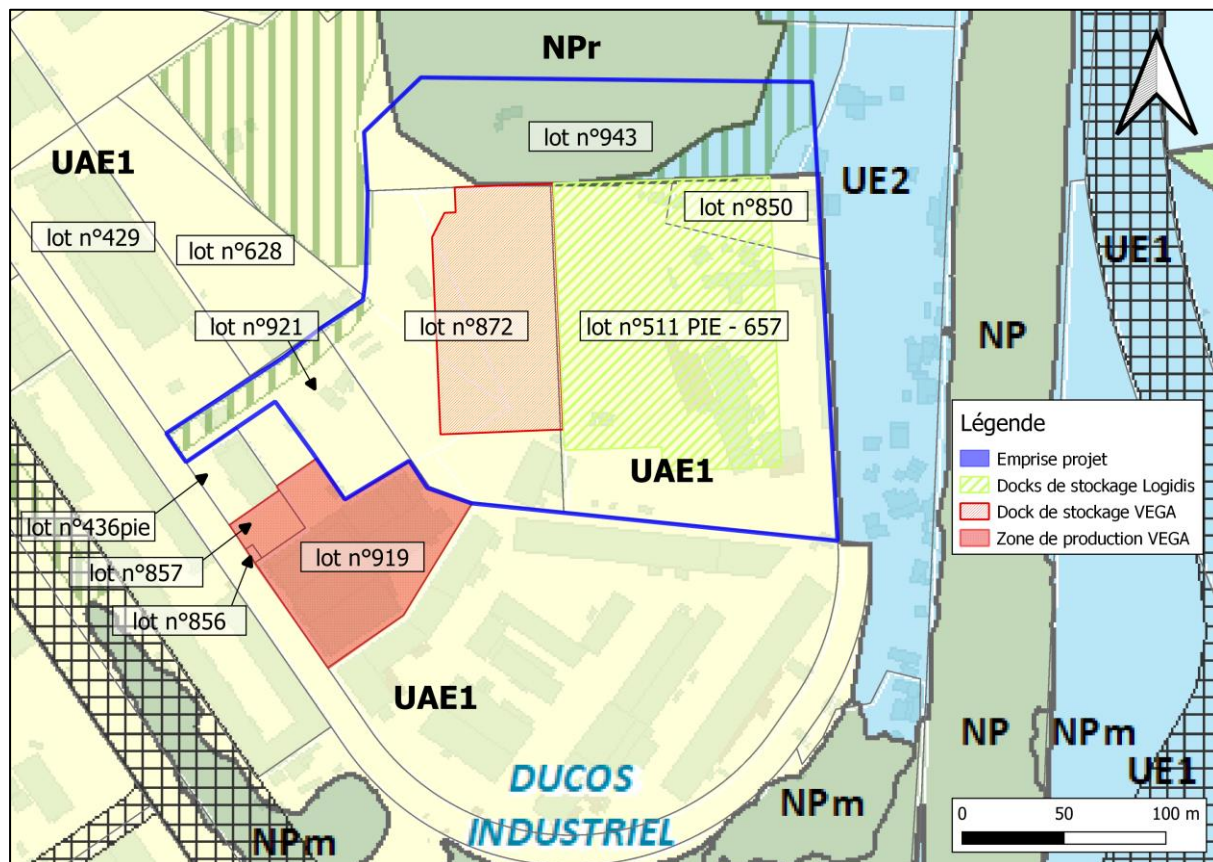 NPr
lot n°943
UAE1
UE2
lot n°850
lot n°429
lot n°628
UE1
lot n°921
lot n°872
lot n°511 PIE - 657
NP
Légende
Emprise projet
Docks de stockage Logidis
Dock de stockage VEGA
Zone de production VEGA
UAE1
lot n°436pie
lot n°919
lot n°857
lot n°856
UAE1
NP
NPm
UE1
DUCOS
INDUSTRIEL
NPm
NPm
0 50 100 m